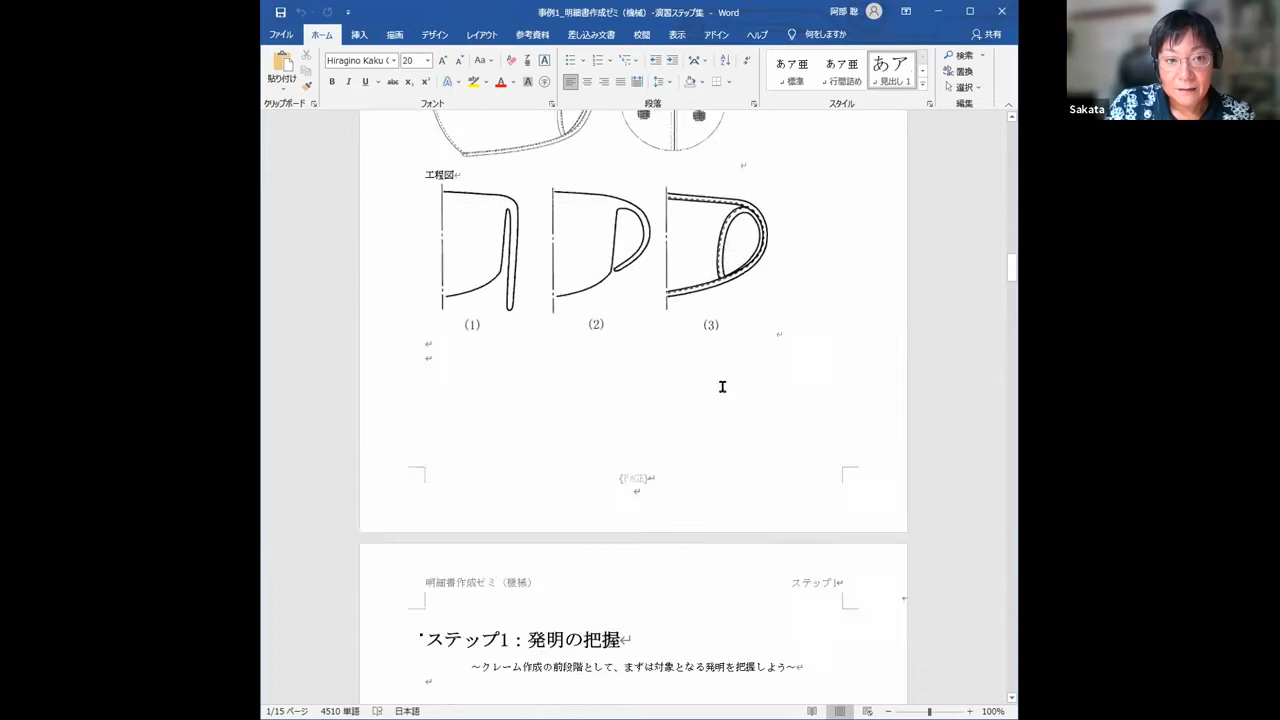 事例1_明細書作成ゼミ（機械）・演習ステップ集 - Word
阿部 聡
ファイル ホーム 挿入 描画 デザイン レイアウト 参考資料 差し込み文書 校閲 表示 アドイン ヘルプ 何をしますか 共有
貼り付け
Hiragino Kaku G 20
あア亜 標準
あア亜 行間詰め
あア 見出し 1
検索
置換
選択
クリップボード フォント 段落 スタイル 編集
Sakata
工程図
(1) (2) (3)
{PAGE}
明細書作成ゼミ（機械） ステップ1
ステップ1：発明の把握
～クレーム作成の前段階として、まずは対象となる発明を把握しよう～
1/15 ページ 4510 単語 日本語 100%